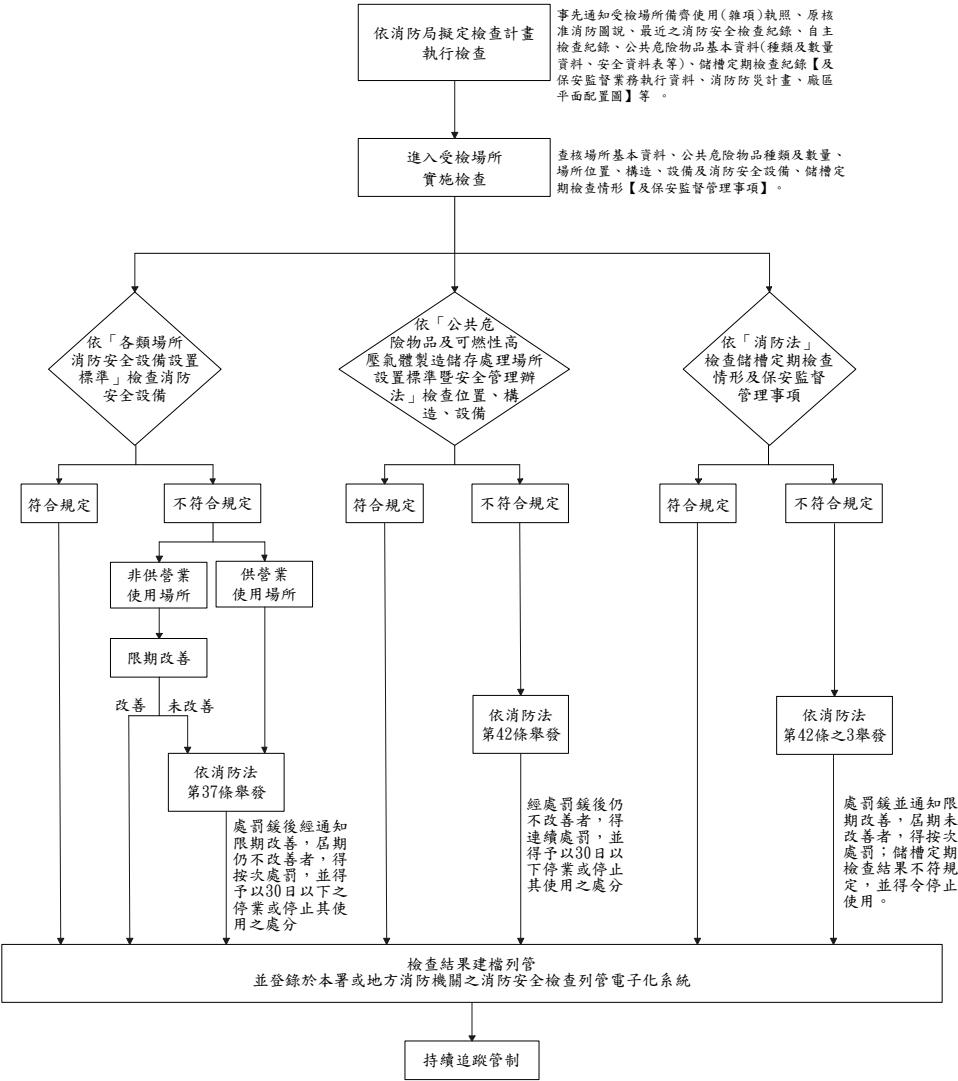 依消防局擬定檢查計畫
執行檢查
事先通知受檢場所備齊使用(雜項)執照、原核
准消防圖說、最近之消防安全檢查紀錄、自主
檢查紀錄、公共危險物品基本資料(種類及數量
資料、安全資料表等)、儲槽定期檢查紀錄【及
保安監督業務執行資料、消防防災計畫、廠區
平面配置圖】等 。
進入受檢場所
實施檢查
查核場所基本資料、公共危險物品種類及數量、
場所位置、構造、設備及消防安全設備、儲槽定
期檢查情形【及保安監督管理事項】。
依「各類場所
消防安全設備設置
標準」檢查消防
安全設備
依「公共危
險物品及可燃性高
壓氣體製造儲存處理場所
設置標準暨安全管理辦
法」檢查位置、構
造、設備
依「消防法」
檢查儲槽定期檢查
情形及保安監督
管理事項
符合規定
不符合規定
符合規定
不符合規定
符合規定
不符合規定
非供營業
使用場所
供營業
使用場所
限期改善
改善
未改善
依消防法
第37條舉發
依消防法
第42條舉發
依消防法
第42條之3舉發
處罰鍰後經通知
限期改善，屆期
仍不改善者，得
按次處罰，並得
予以30日以下之
停業或停止其使
用之處分
經處罰鍰後仍
不改善者，得
連續處罰，並
得予以30日以
下停業或停止
其使用之處分
處罰鍰並通知限
期改善，屆期未
改善者，得按次
處罰；儲槽定期
檢查結果不符規
定，並得令停止
使用。
檢查結果建檔列管
並登錄於本署或地方消防機關之消防安全檢查列管電子化系統
持續追蹤管制